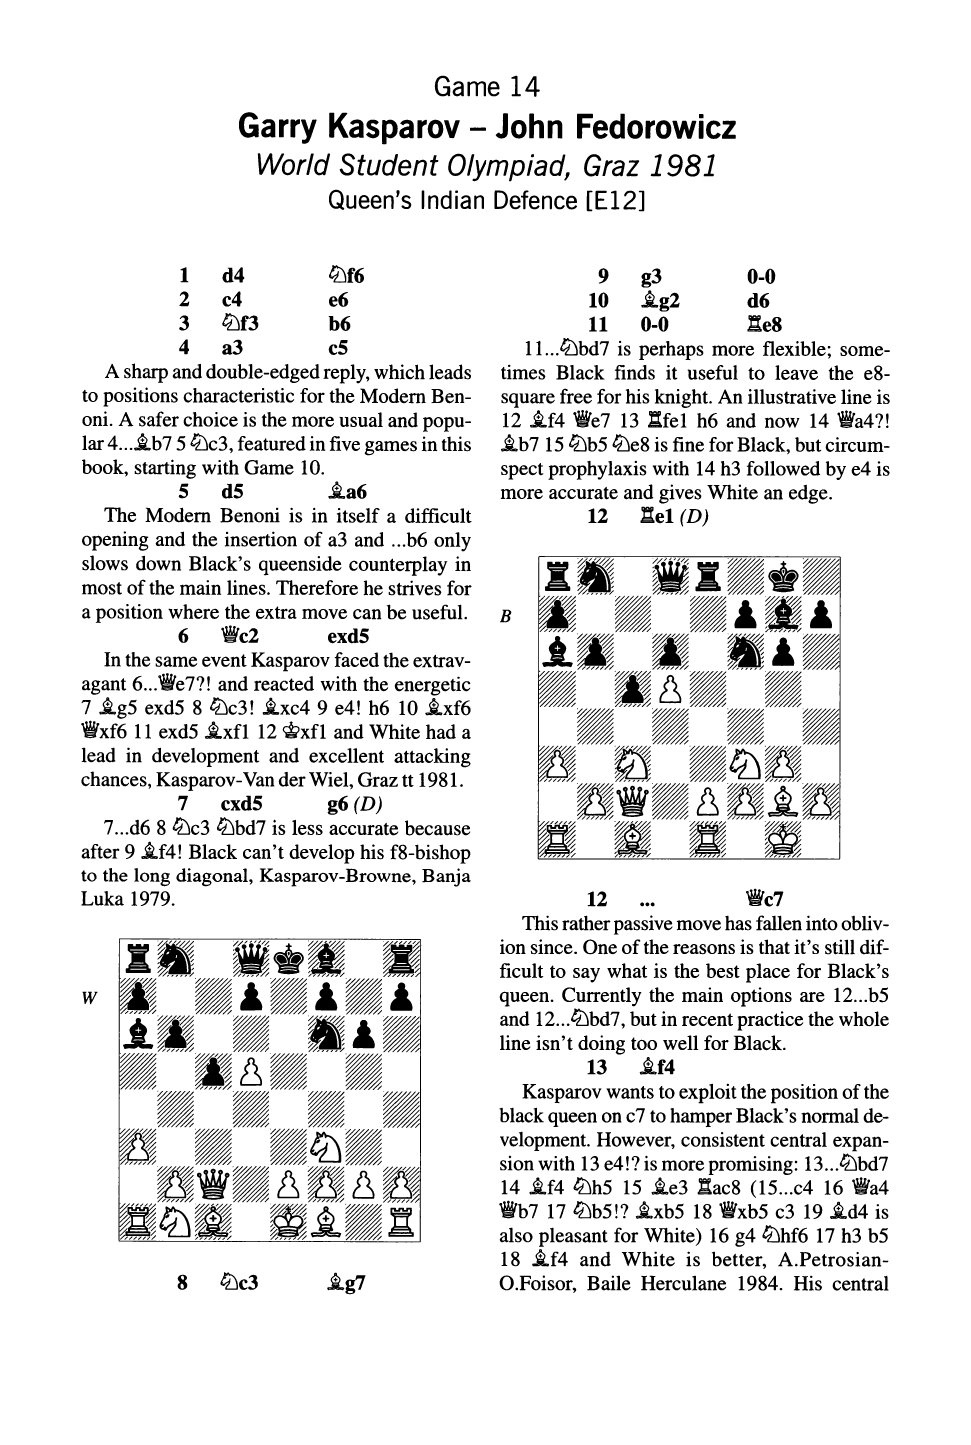 Game 14
Garry Kasparov – John Fedorowicz
World Student Olympiad, Graz 1981
Queen's Indian Defence [E12]
1 d4 ♘f6
2 c4 e6
3 ♘f3 b6
4 a3 c5
A sharp and double-edged reply, which leads
to positions characteristic for the Modern Ben-
oni. A safer choice is the more usual and popu-
lar 4...♗b7 5 ♘c3, featured in five games in this
book, starting with Game 10.
5 d5 ♗a6
The Modern Benoni is in itself a difficult
opening and the insertion of a3 and ...b6 only
slows down Black's queenside counterplay in
most of the main lines. Therefore he strives for
a position where the extra move can be useful.
6 ♕c2 exd5
In the same event Kasparov faced the extrav-
agant 6...♕e7?! and reacted with the energetic
7 ♗g5 exd5 8 ♘c3! ♗xc4 9 e4! h6 10 ♗xf6
♕xf6 11 exd5 ♗xf1 12 ♔xf1 and White had a
lead in development and excellent attacking
chances, Kasparov-Van der Wiel, Graz tt 1981.
7 cxd5 g6 (D)
7...d6 8 ♘c3 ♘bd7 is less accurate because
after 9 ♗f4! Black can't develop his f8-bishop
to the long diagonal, Kasparov-Browne, Banja
Luka 1979.
W
8 ♘c3 ♗g7
9 g3 0-0
10 ♗g2 d6
11 0-0 ♖e8
11...♘bd7 is perhaps more flexible; some-
times Black finds it useful to leave the e8-
square free for his knight. An illustrative line is
12 ♗f4 ♕e7 13 ♖fe1 h6 and now 14 ♕a4?!
♗b7 15 ♘b5 ♘e8 is fine for Black, but circum-
spect prophylaxis with 14 h3 followed by e4 is
more accurate and gives White an edge.
12 ♖e1 (D)
B
12 ... ♕c7
This rather passive move has fallen into obliv-
ion since. One of the reasons is that it's still dif-
ficult to say what is the best place for Black's
queen. Currently the main options are 12...b5
and 12...♘bd7, but in recent practice the whole
line isn't doing too well for Black.
13 ♗f4
Kasparov wants to exploit the position of the
black queen on c7 to hamper Black's normal de-
velopment. However, consistent central expan-
sion with 13 e4!? is more promising: 13...♘bd7
14 ♗f4 ♘h5 15 ♗e3 ♖ac8 (15...c4 16 ♕a4
♕b7 17 ♘b5!? ♗xb5 18 ♕xb5 c3 19 ♗d4 is
also pleasant for White) 16 g4 ♘hf6 17 h3 b5
18 ♗f4 and White is better, A.Petrosian-
O.Foisor, Baile Herculane 1984. His central